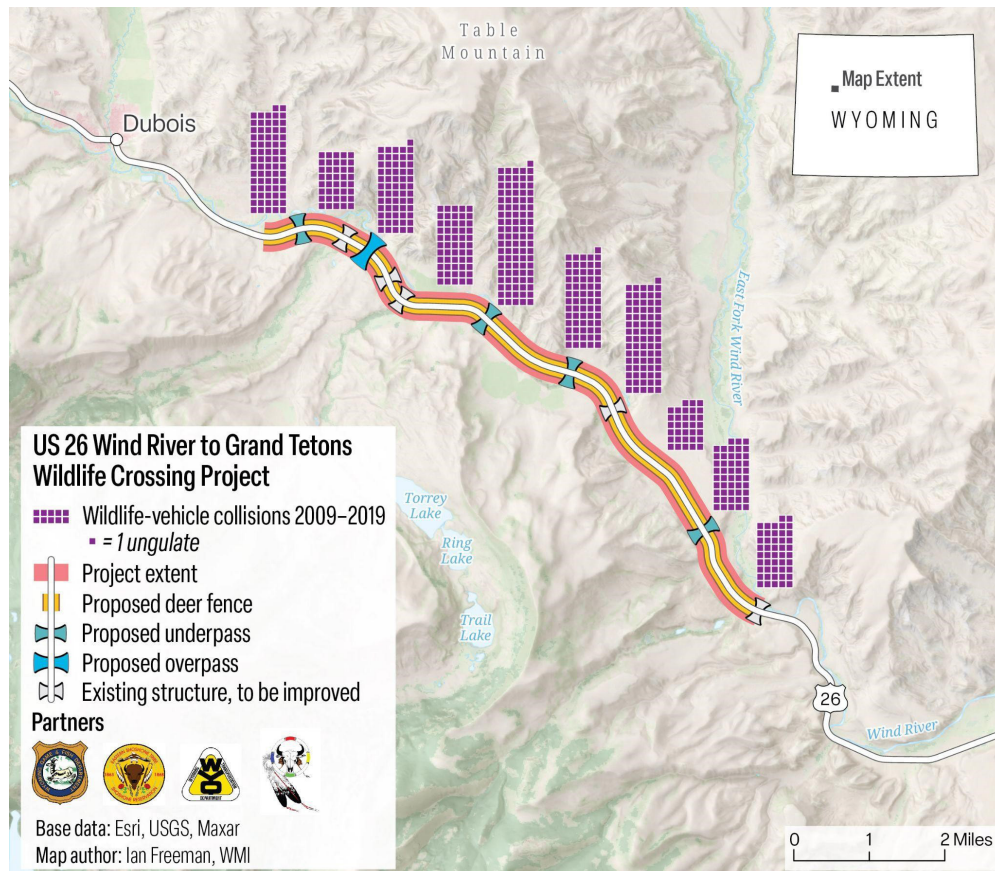 Table
Mountain
Dubois
Map Extent
WYOMING
East Fork Wind River
US 26 Wind River to Grand Tetons
Wildlife Crossing Project
Wildlife-vehicle collisions 2009–2019
= 1 ungulate
Project extent
Proposed deer fence
Proposed underpass
Proposed overpass
Existing structure, to be improved
Partners
WYO
DEPARTMENT
Base data: Esri, USGS, Maxar
Map author: Ian Freeman, WMI
Torrey
Lake
Ring
Lake
Trail
Lake
26
Wind River
0 1 2 Miles